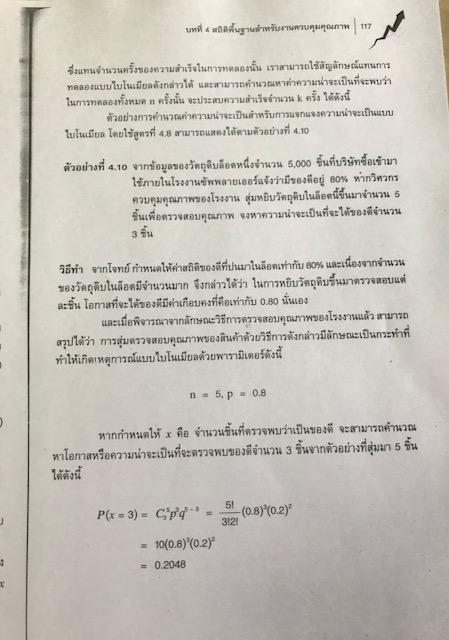 บทที่ 4 สถิติพื้นฐานสำหรับงานควบคุมคุณภาพ | 117
ซึ่งแทนจำนวนครั้งของความสำเร็จในการทดลองนั้น เราสามารถใช้สัญลักษณ์แทนการ
ทดลองแบบไบโนเมียลดังกล่าวได้ และสามารถคำนวณหาค่าความน่าจะเป็นที่จะพบว่า
ในการทดลองทั้งหมด n ครั้งนั้น จะประสบความสำเร็จจำนวน k ครั้ง ได้ดังนี้
ตัวอย่างการคำนวณค่าความน่าจะเป็นสำหรับการแจกแจงความน่าจะเป็นแบบ
ไบโนเมียล โดยใช้สูตรที่ 4.8 สามารถแสดงได้ตามตัวอย่างที่ 4.10
ตัวอย่างที่ 4.10 จากข้อมูลของวัตถุดิบล็อตหนึ่งจำนวน 5,000 ชิ้นที่บริษัทซื้อเข้ามา
ใช้ภายในโรงงานซัพพลายเออร์แจ้งว่ามีของดีอยู่ 80% หากวิศวกร
ควบคุมคุณภาพของโรงงาน สุ่มหยิบวัตถุดิบในล็อตนี้ขึ้นมาจำนวน 5
ชิ้นเพื่อตรวจสอบคุณภาพ จงหาความน่าจะเป็นที่จะได้ของดีจำนวน
3 ชิ้น
วิธีทำ จากโจทย์ กำหนดให้ค่าสถิติของดีที่ปนมาในล็อตเท่ากับ 80% และเนื่องจากจำนวน
ของวัตถุดิบในล็อตนี้มีจำนวนมาก จึงกล่าวได้ว่า ในการหยิบวัตถุดิบขึ้นมาตรวจสอบแต่
ละชิ้น โอกาสที่จะได้ของดีมีค่าเกือบคงที่คือเท่ากับ 0.80 นั่นเอง
และเมื่อพิจารณาจากลักษณะวิธีการตรวจสอบคุณภาพของโรงงานแล้ว สามารถ
สรุปได้ว่า การสุ่มตรวจสอบคุณภาพของสินค้าด้วยวิธีการดังกล่าวมีลักษณะเป็นกระทำที่
ทำให้เกิดเหตุการณ์แบบไบโนเมียลด้วยพารามิเตอร์ดังนี้
n = 5, p = 0.8
หากกำหนดให้ x คือ จำนวนชิ้นที่ตรวจพบว่าเป็นของดี จะสามารถคำนวณ
หาโอกาสหรือความน่าจะเป็นที่จะตรวจพบของดีจำนวน 3 ชิ้นจากตัวอย่างที่สุ่มมา 5 ชิ้น
ได้ดังนี้
P(x = 3) = C₃⁵p³q⁵⁻³ = 5!/3!2! (0.8)³(0.2)²
= 10(0.8)³(0.2)²
= 0.2048